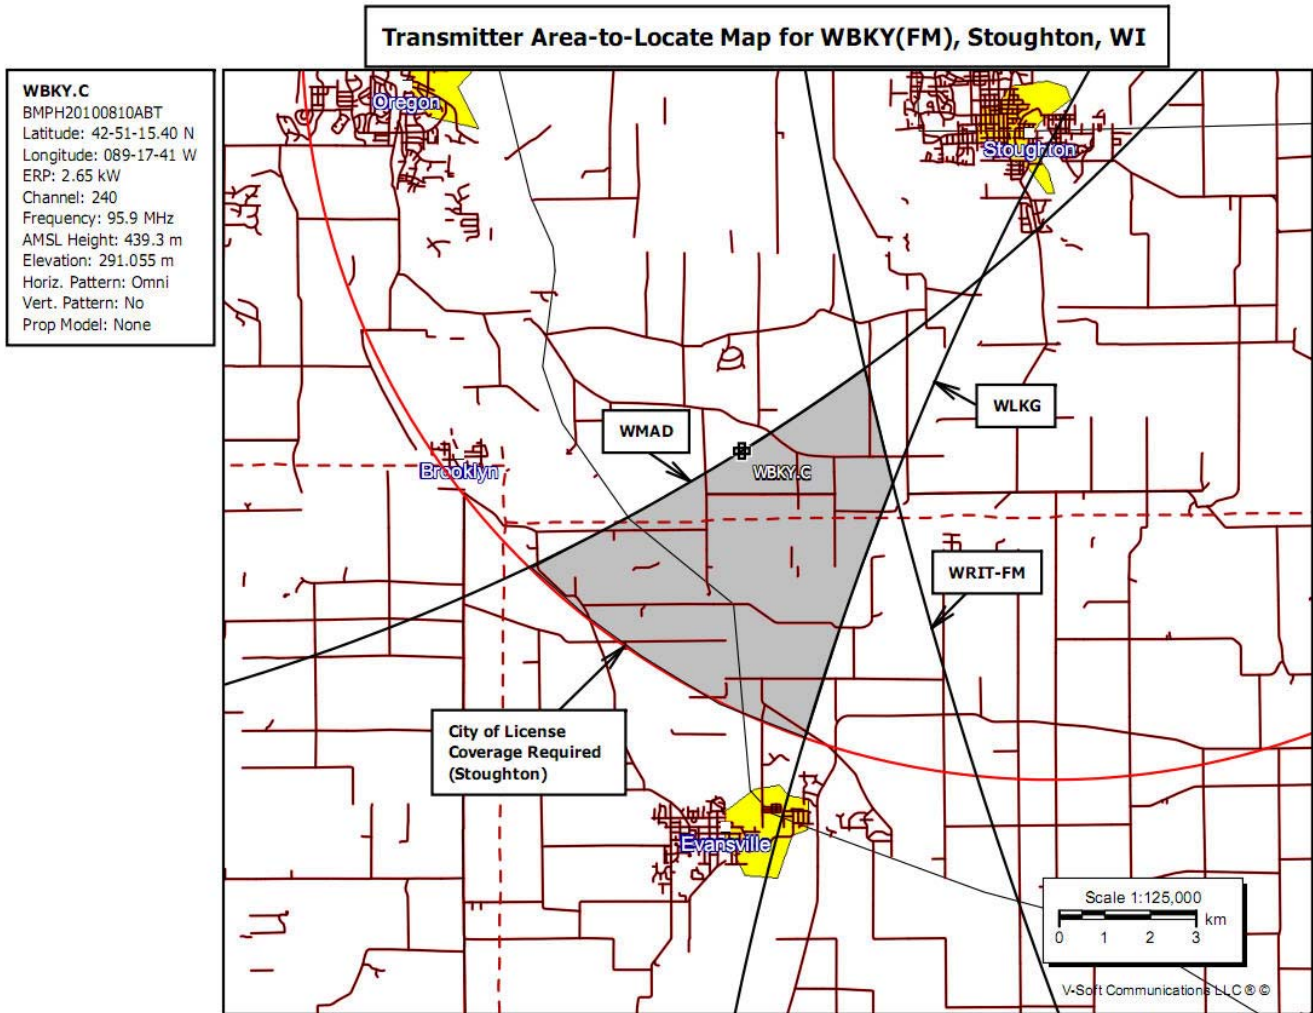 Transmitter Area-to-Locate Map for WBKY(FM), Stoughton, WI
WBKY.C
BMPH20100810ABT
Latitude: 42-51-15.40 N
Longitude: 089-17-41 W
ERP: 2.65 kW
Channel: 240
Frequency: 95.9 MHz
AMSL Height: 439.3 m
Elevation: 291.055 m
Horiz. Pattern: Omni
Vert. Pattern: No
Prop Model: None
Oregon
Stoughton
WLKG
WMAD
Brooklyn
WBKY.C
WRIT-FM
City of License
Coverage Required
(Stoughton)
Evansville
Scale 1:125,000
km
0 1 2 3
V-Soft Communications LLC ® ©